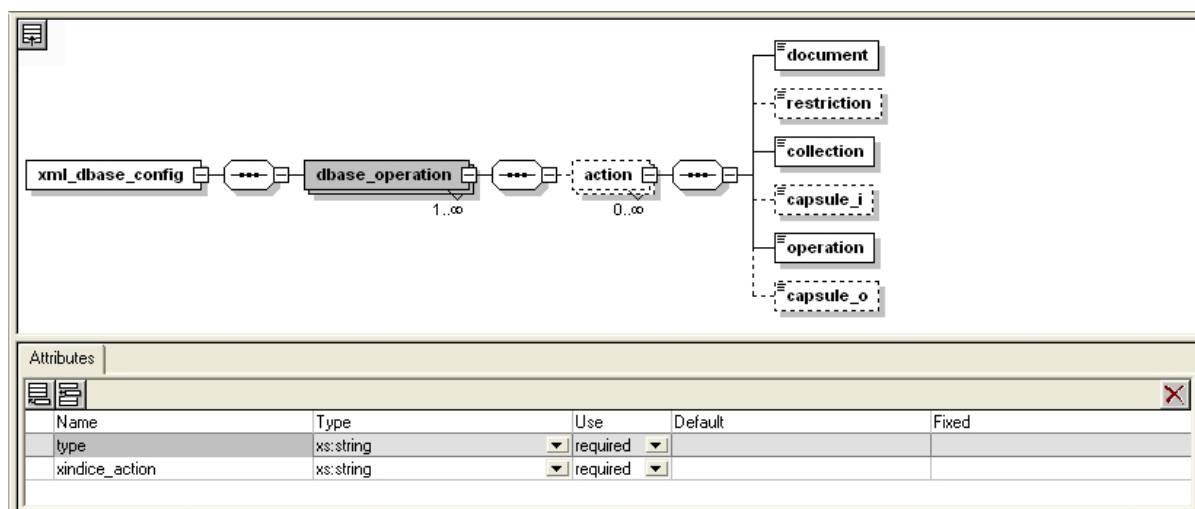 document
restriction
collection
xml_dbase_config dbase_operation action
capsule_i
1..∞ 0..∞
operation
capsule_o
Attributes
Name Type Use Default Fixed
type xs:string required
xindice_action xs:string required